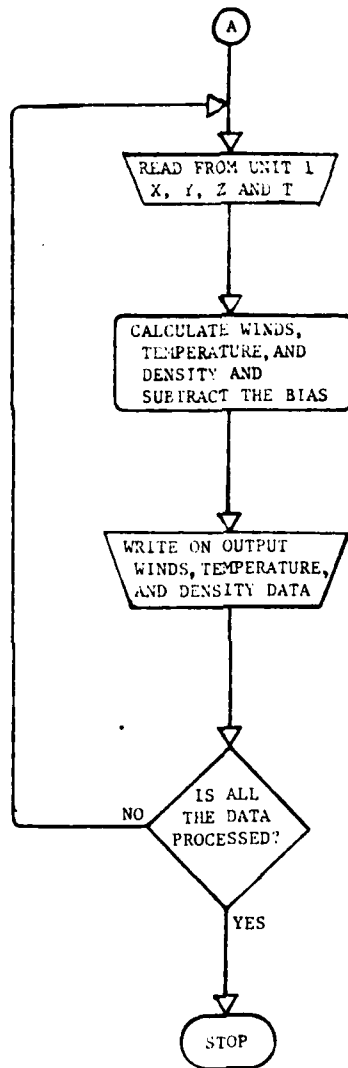 A
READ FROM UNIT 1
X, Y, Z AND T
CALCULATE WINDS,
TEMPERATURE, AND
DENSITY AND
SUBTRACT THE BIAS
WRITE ON OUTPUT
WINDS, TEMPERATURE,
AND DENSITY DATA
IS ALL
THE DATA
PROCESSED?
NO
YES
STOP